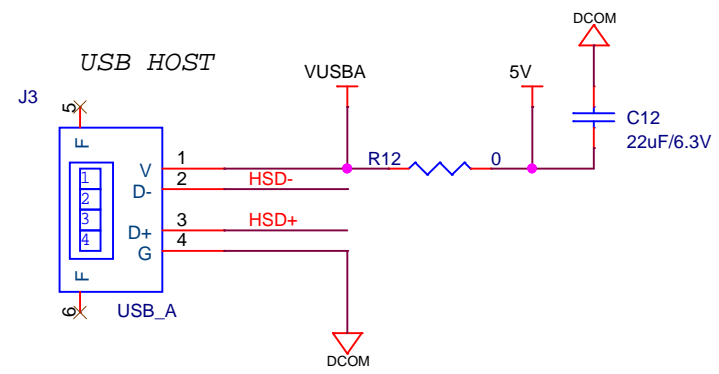 DCOM
USB HOST
VUSBA
5V
J3
5
C12
22uF/6.3V
F
1
R12
0
V
1
2
HSD-
D-
2
3
3
HSD+
D+
4
4
G
F
6
USB_A
DCOM